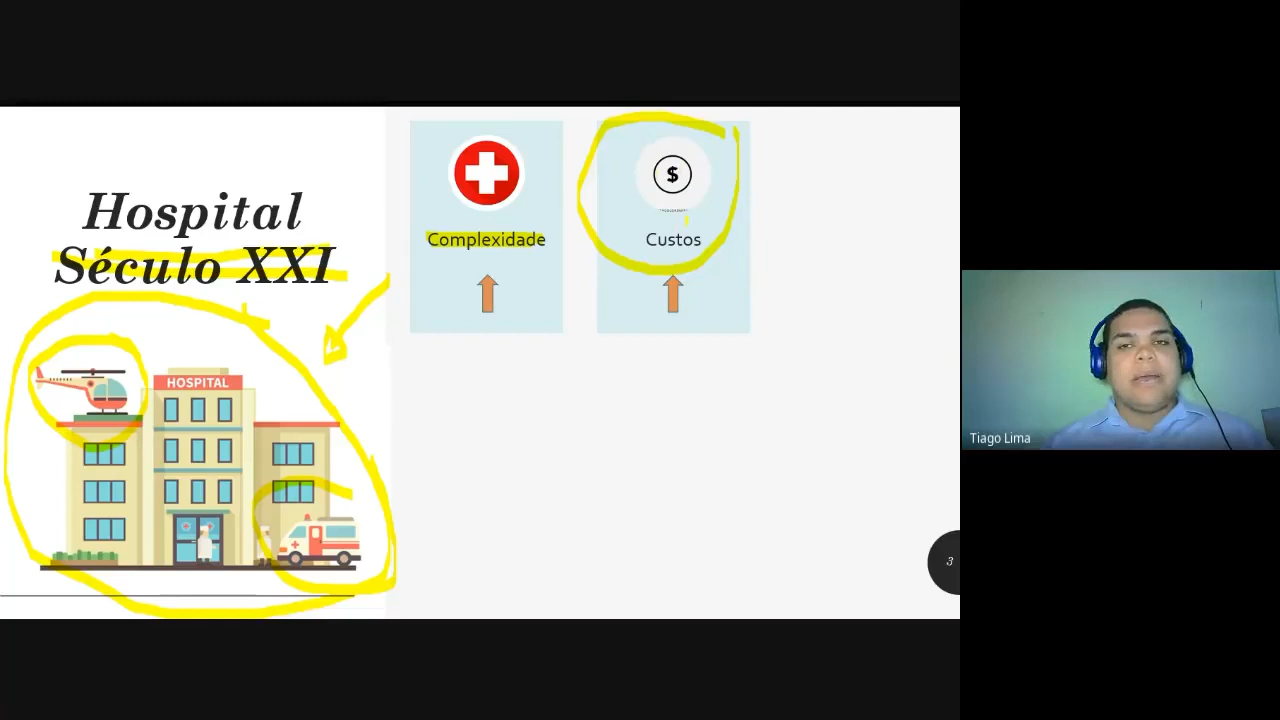 Hospital
Século XXI
HOSPITAL
Complexidade
$
Custos
3
Tiago Lima